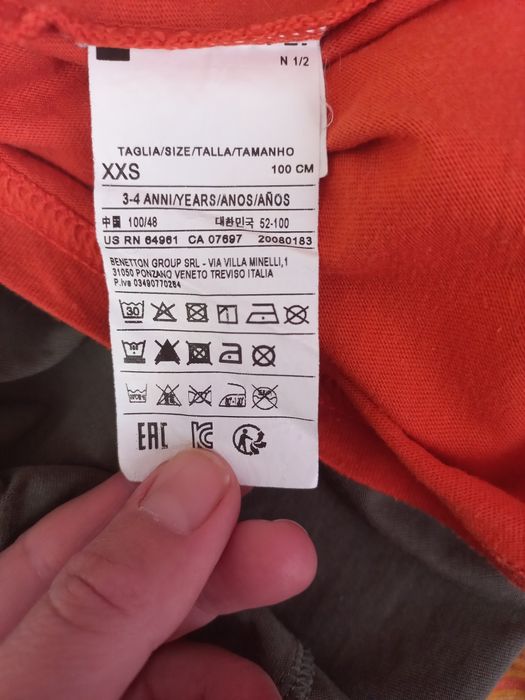 N 1/2
TAGLIA/SIZE/TALLA/TAMANHO
XXS 100 CM
3-4 ANNI/YEARS/ANOS/AÑOS
中国 100/48 대한민국 52-100
US RN 64961 CA 07697 20080183
BENETTON GROUP SRL - VIA VILLA MINELLI,1
31050 PONZANO VENETO TREVISO ITALIA
P.Iva 03490770284
30
EAC